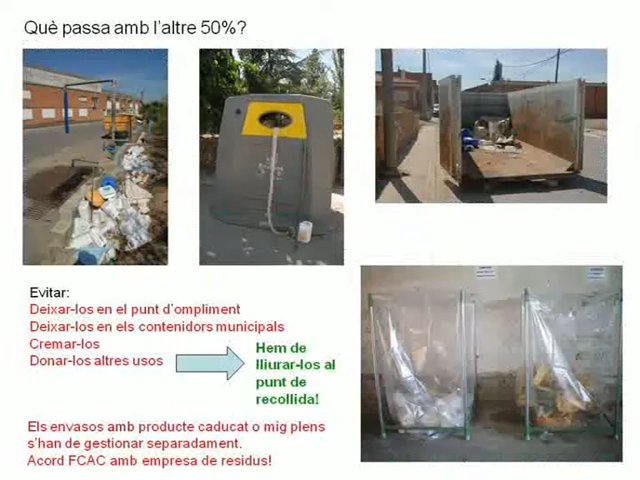 Què passa amb l'altre 50%?
Evitar:
Deixar-los en el punt d'ompliment
Deixar-los en els contenidors municipals
Cremar-los
Donar-los altres usos
Hem de
lliurar-los al
punt de
recollida!
Els envasos amb producte caducat o mig plens
s'han de gestionar separadament.
Acord FCAC amb empresa de residus!